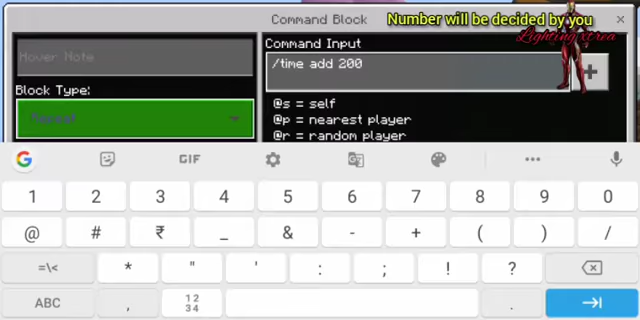 Command Block
Number will be decided by you
×
Lighting xtrea
Hover Note
Command Input
/time add 200
+
Block Type:
Repeat
@s = self
@p = nearest player
@r = random player
G
GIF
1 2 3 4 5 6 7 8 9 0
@ # ₹ _ & - + ( ) /
=\< * " ' : ; ! ?
ABC , 12 34 .